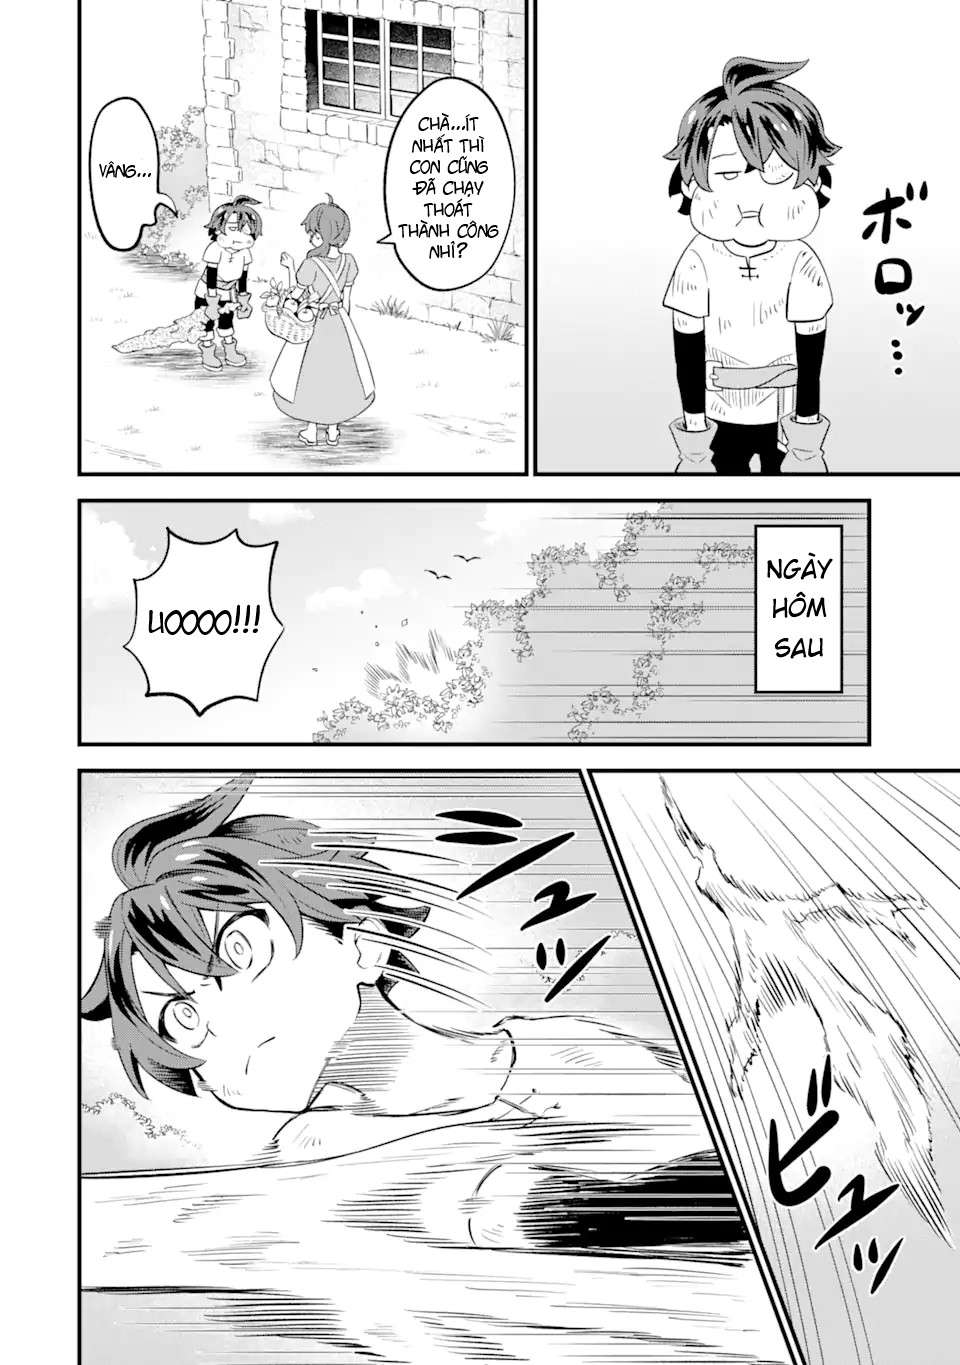 ボロッ…
CHÀ...ÍT
NHẤT THÌ
CON CŨNG
ĐÃ CHẠY
THOÁT
THÀNH CÔNG
NHỈ?
VÂNG...
NGÀY
HÔM
SAU
UOOOO!!!
ビュッ
ヒュッ